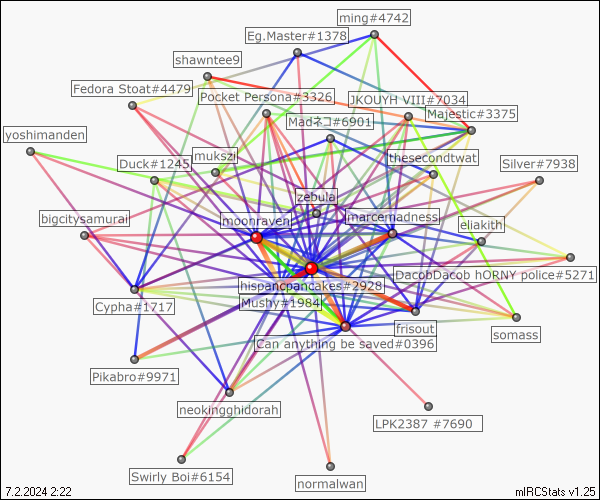 ming#4742
Eg.Master#1378
shawntee9
Fedora Stoat#4479
Pocket Persona#3326
JKOUYH VIII#7034
Majestic#3375
Madネコ#6901
yoshimanden
mukszil
thesecondtwat
Duck#1245
Silver#7938
zebula
bigcitysamurai
moonraven
marcemadness
eliakith
DacobDacob hORNY police#5271
hispancpancakes#2928
Cypha#1717
Mushy#1984
frisout
somass
Can anything be saved#0396
Pikabro#9971
neokingghidorah
LPK2387 #7690
Swirly Boi#6154
normalwan
7.2.2024 2:22
mIRCStats v1.25